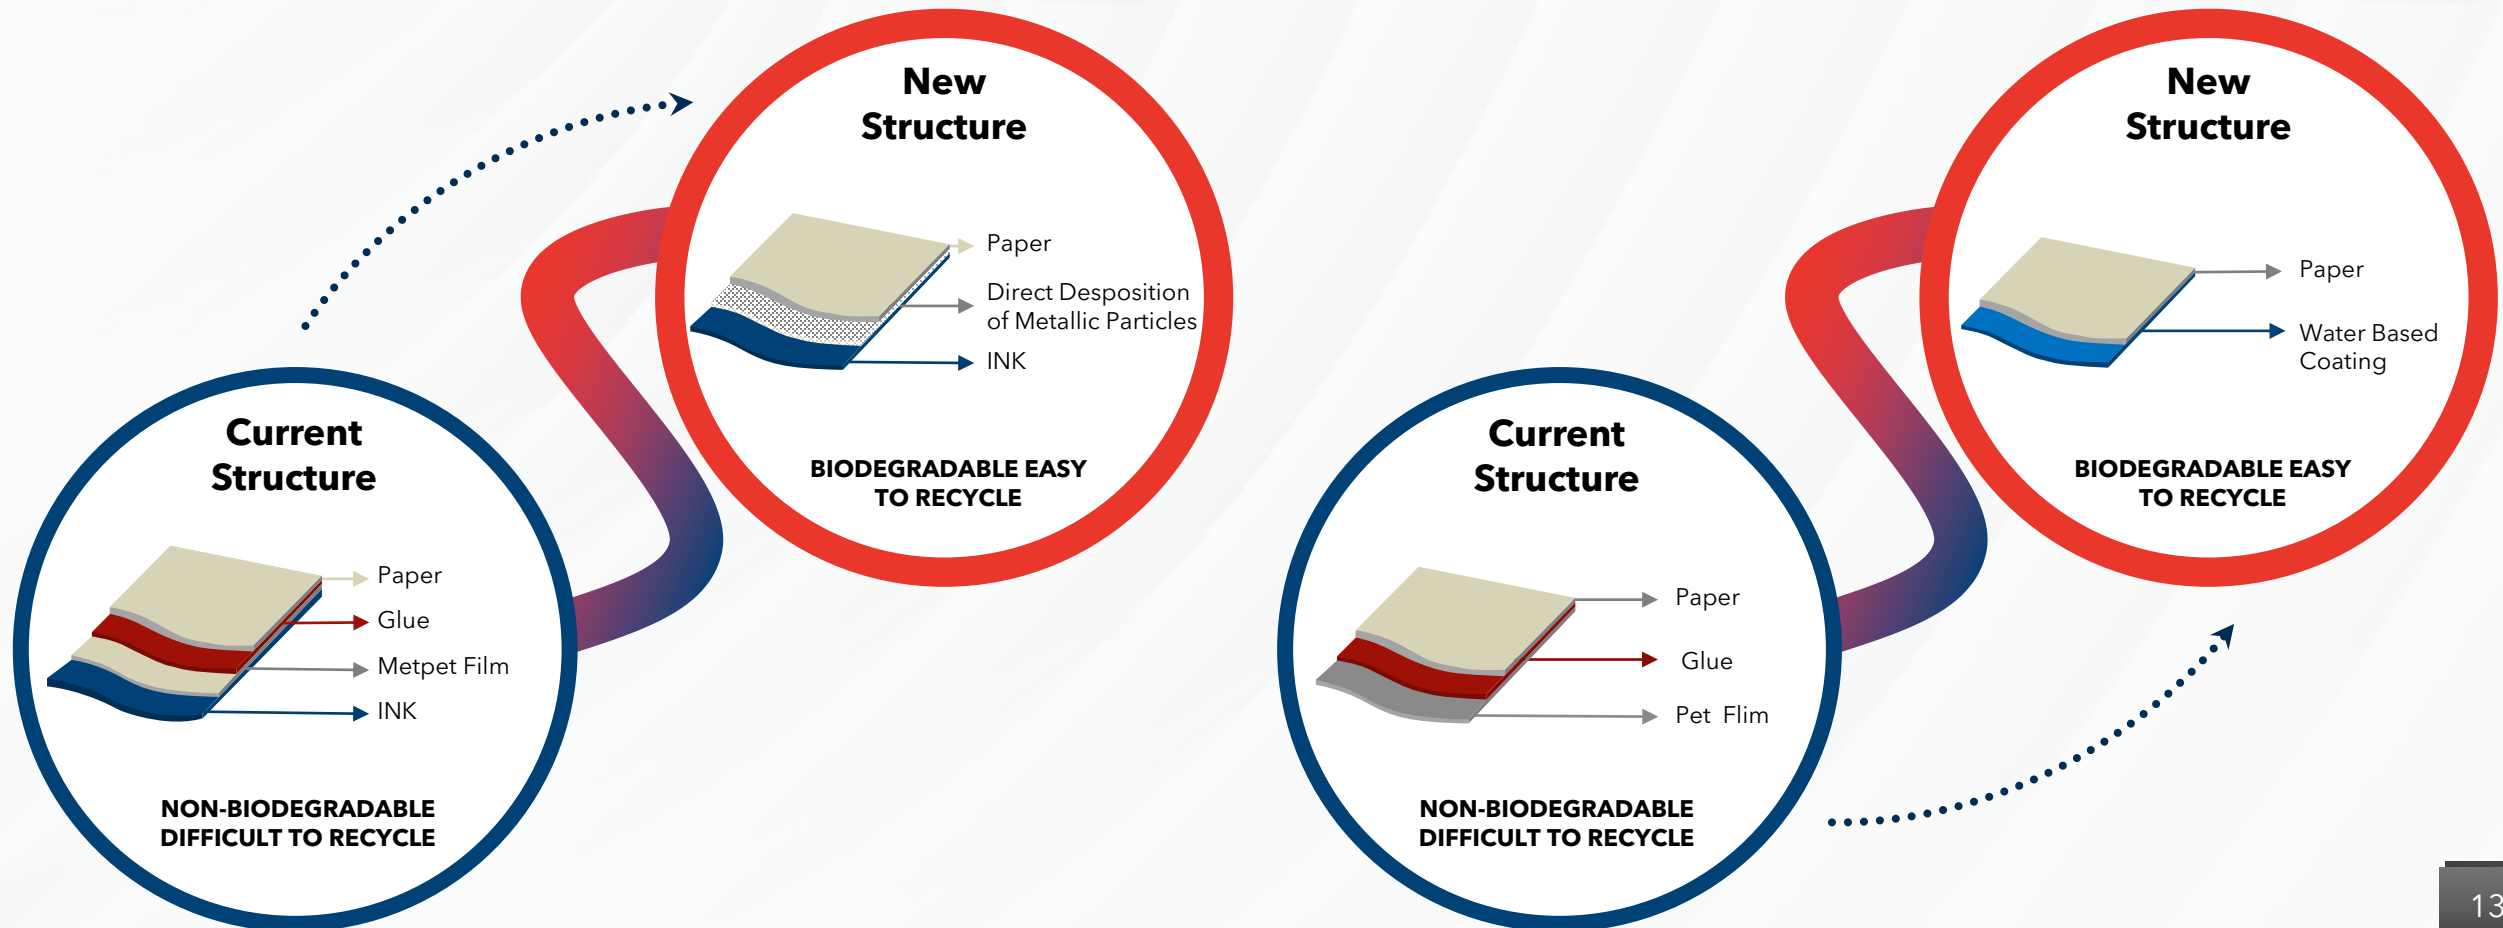 New
Structure
Paper
Direct Desposition
of Metallic Particles
INK
BIODEGRADABLE EASY
TO RECYCLE
Current
Structure
Paper
Glue
Metpet Film
INK
NON-BIODEGRADABLE
DIFFICULT TO RECYCLE
New
Structure
Paper
Water Based
Coating
BIODEGRADABLE EASY
TO RECYCLE
Current
Structure
Paper
Glue
Pet Flim
NON-BIODEGRADABLE
DIFFICULT TO RECYCLE
13